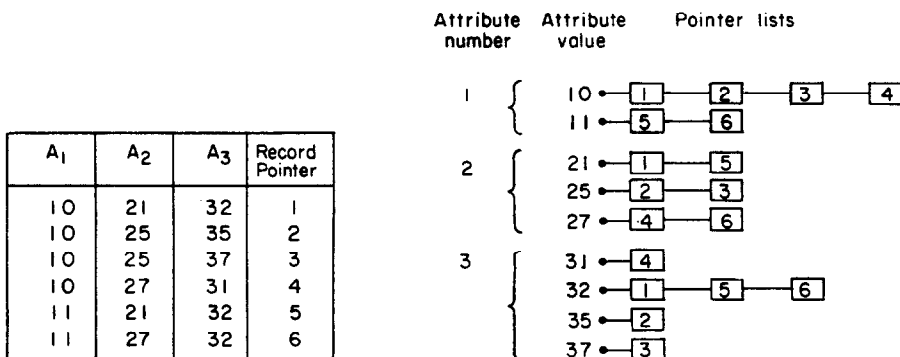 A1 A2 A3 Record Pointer
10 21 32 1
10 25 35 2
10 25 37 3
10 27 31 4
11 21 32 5
11 27 32 6
Attribute number Attribute value Pointer lists
1 10 1 2 3 4
11 5 6
2 21 1 5
25 2 3
27 4 6
3 31 4
32 1 5 6
35 2
37 3